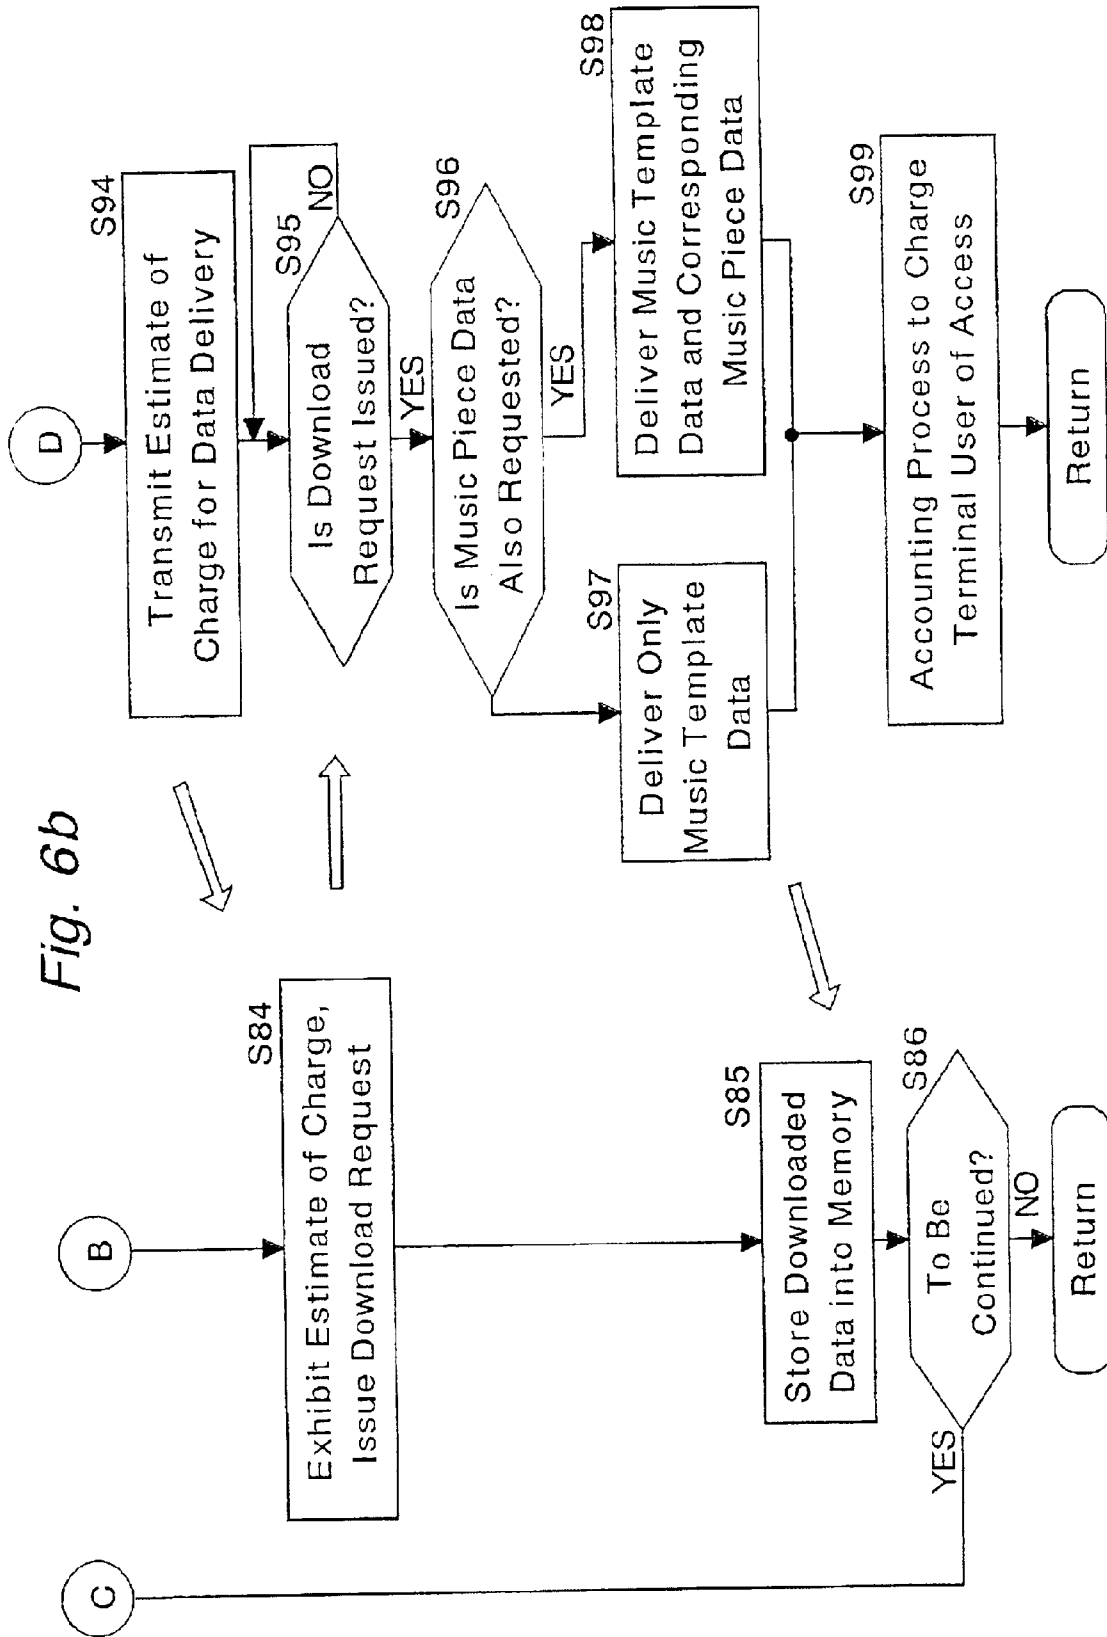 Fig. 6b
C
B
S84
Exhibit Estimate of Charge,
Issue Download Request
S85
Store Downloaded
Data into Memory
S86
To Be
Continued?
YES
NO
Return
D
S94
Transmit Estimate of
Charge for Data Delivery
S95
Is Download
Request Issued?
NO
YES
S96
Is Music Piece Data
Also Requested?
YES
S97
Deliver Only
Music Template
Data
S98
Deliver Music Template
Data and Corresponding
Music Piece Data
S99
Accounting Process to Charge
Terminal User of Access
Return